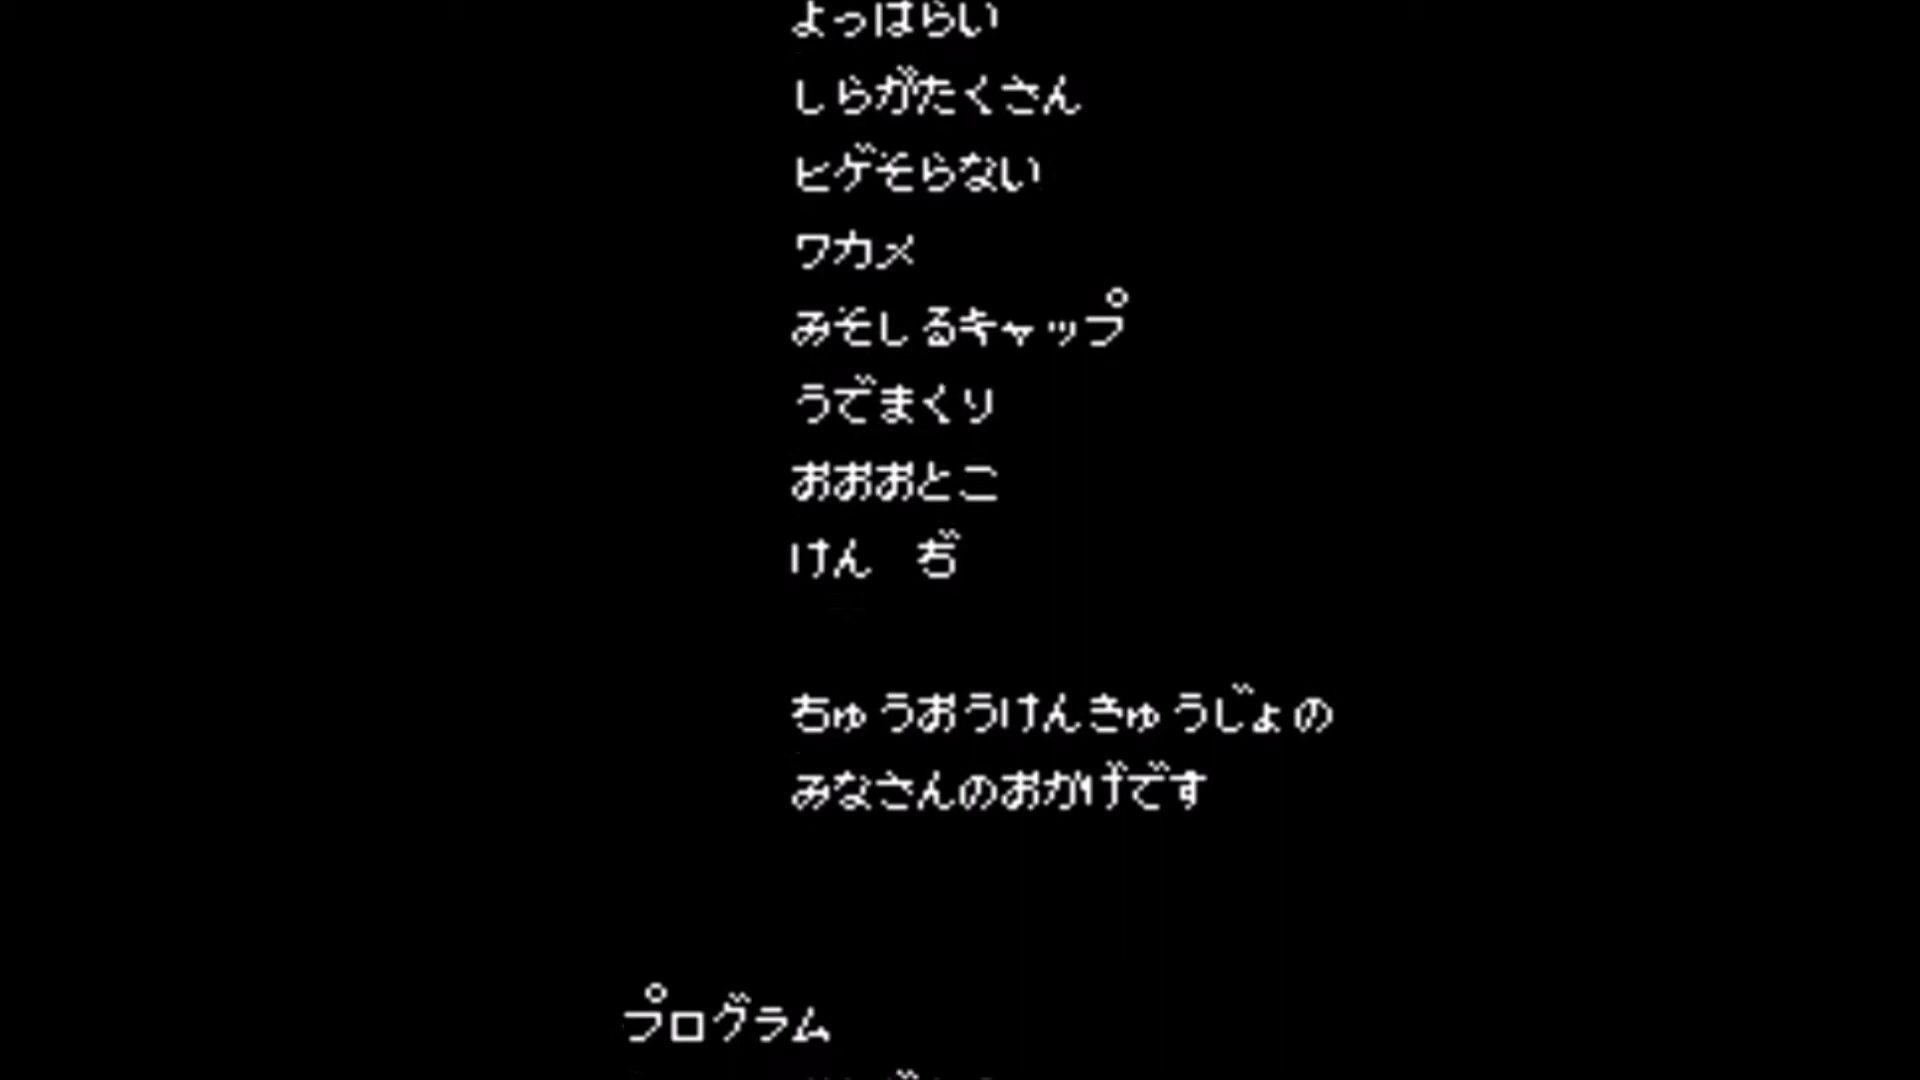 よっぱらい
しらがたくさん
ヒゲそらない
ワカメ
みそしるキャップ
うでまくり
おおおとこ
けん　ぢ
ちゅうおうけんきゅうじょの
みなさんのおかげです
プログラム